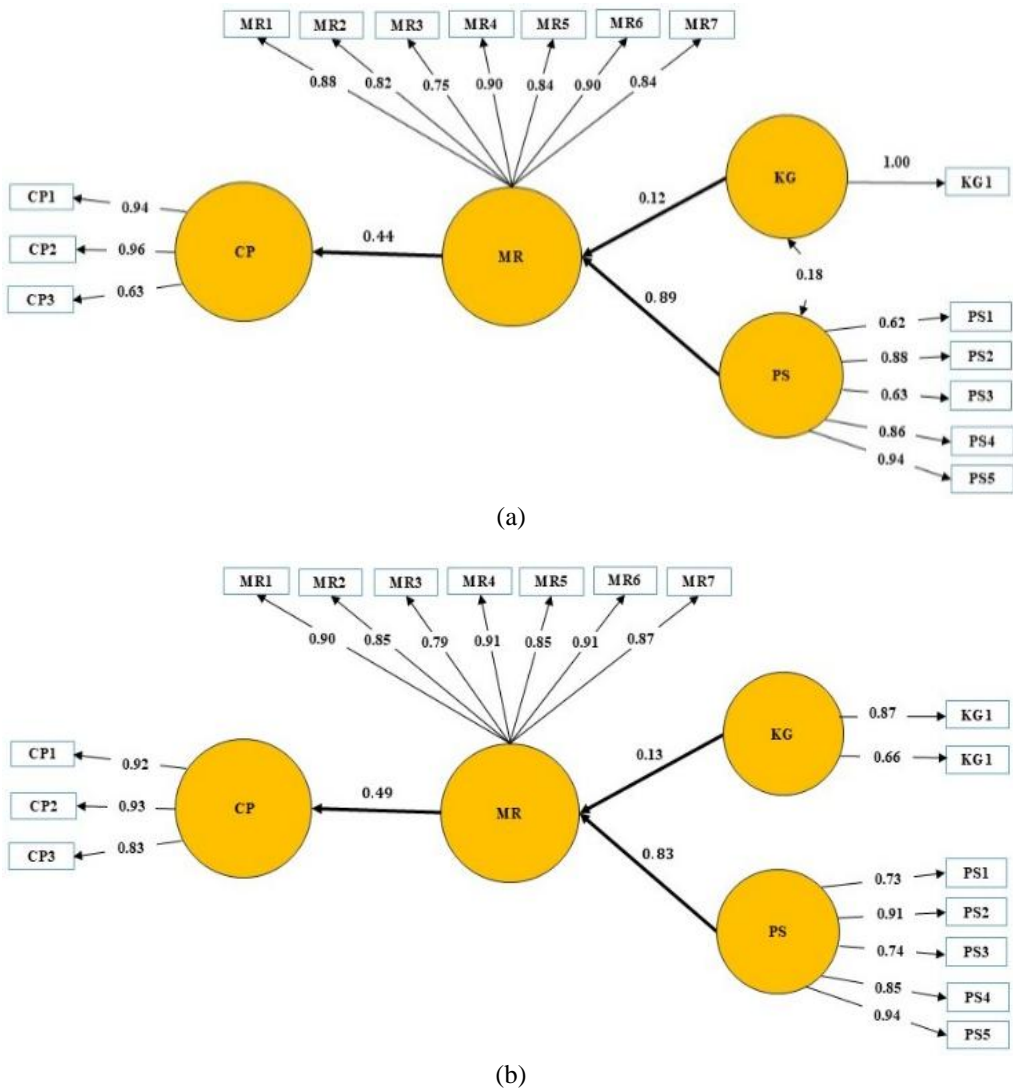 MR1 MR2 MR3 MR4 MR5 MR6 MR7
0.88 0.82 0.75 0.90 0.84 0.90 0.84
CP1
CP2
CP3
0.94
0.96
0.63
CP
0.44
MR
0.12
0.89
KG
1.00
KG1
0.18
PS
0.62
0.88
0.63
0.86
0.94
PS1
PS2
PS3
PS4
PS5
(a)
MR1 MR2 MR3 MR4 MR5 MR6 MR7
0.90 0.85 0.79 0.91 0.85 0.91 0.87
CP1
CP2
CP3
0.92
0.93
0.83
CP
0.49
MR
0.13
0.83
KG
0.87
0.66
KG1
KG1
PS
0.73
0.91
0.74
0.85
0.94
PS1
PS2
PS3
PS4
PS5
(b)